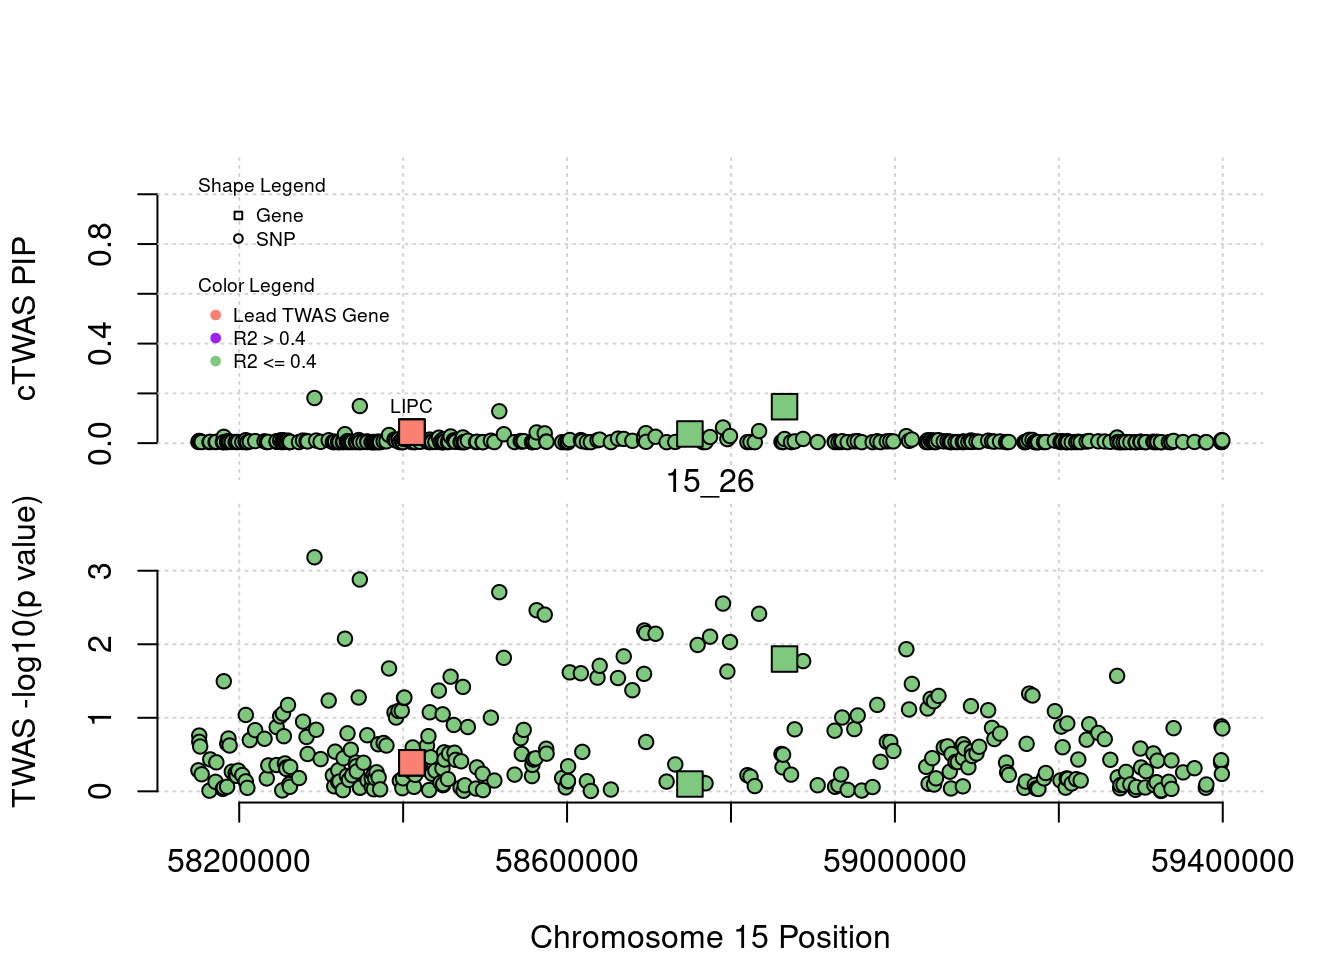 Shape Legend
Gene
SNP
Color Legend
Lead TWAS Gene
R2 > 0.4
R2 <= 0.4
cTWAS PIP
0.8
0.4
0.0
LIPC
15_26
TWAS -log10(p value)
3
2
1
0
58200000 58600000 59000000 59400000
Chromosome 15 Position